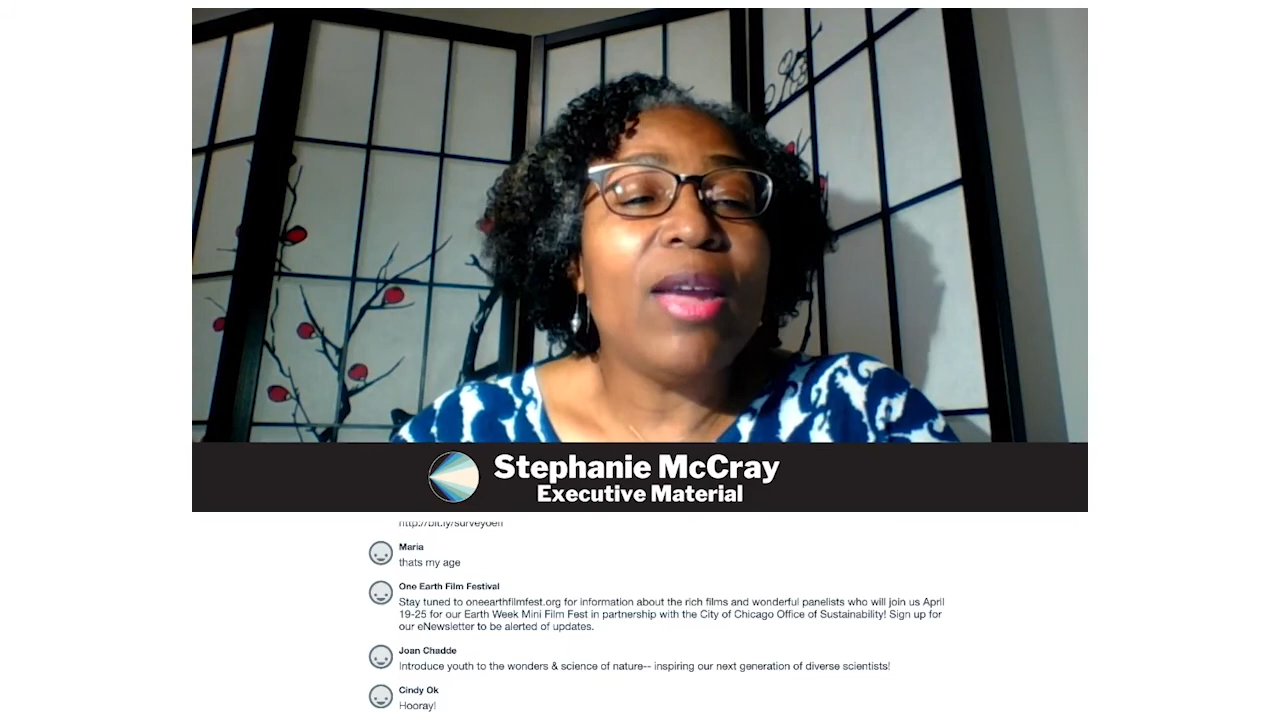 Stephanie McCray
Executive Material
Maria
thats my age
One Earth Film Festival
Stay tuned to oneearthfilmfest.org for information about the rich films and wonderful panelists who will join us April
19-25 for our Earth Week Mini Film Fest in partnership with the City of Chicago Office of Sustainability! Sign up for
our eNewsletter to be alerted of updates.
Joan Chadde
Introduce youth to the wonders & science of nature-- inspiring our next generation of diverse scientists!
Cindy Ok
Hooray!